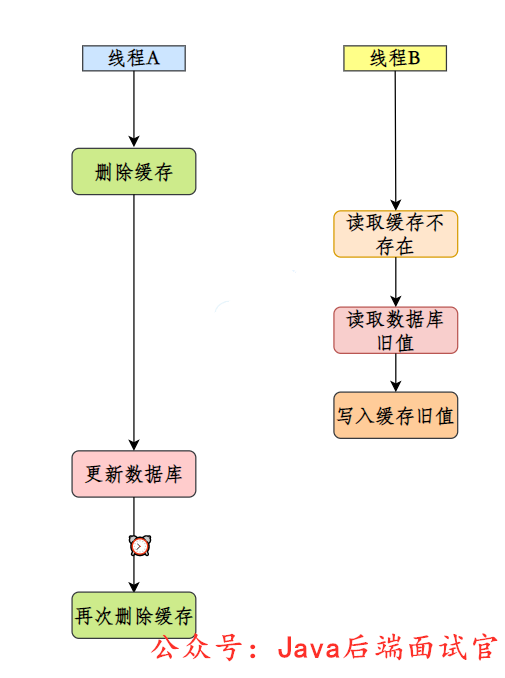 线程A
线程B
删除缓存
读取缓存不
存在
读取数据库
旧值
写入缓存旧值
更新数据库
再次删除缓存
公众号：Java后端面试官